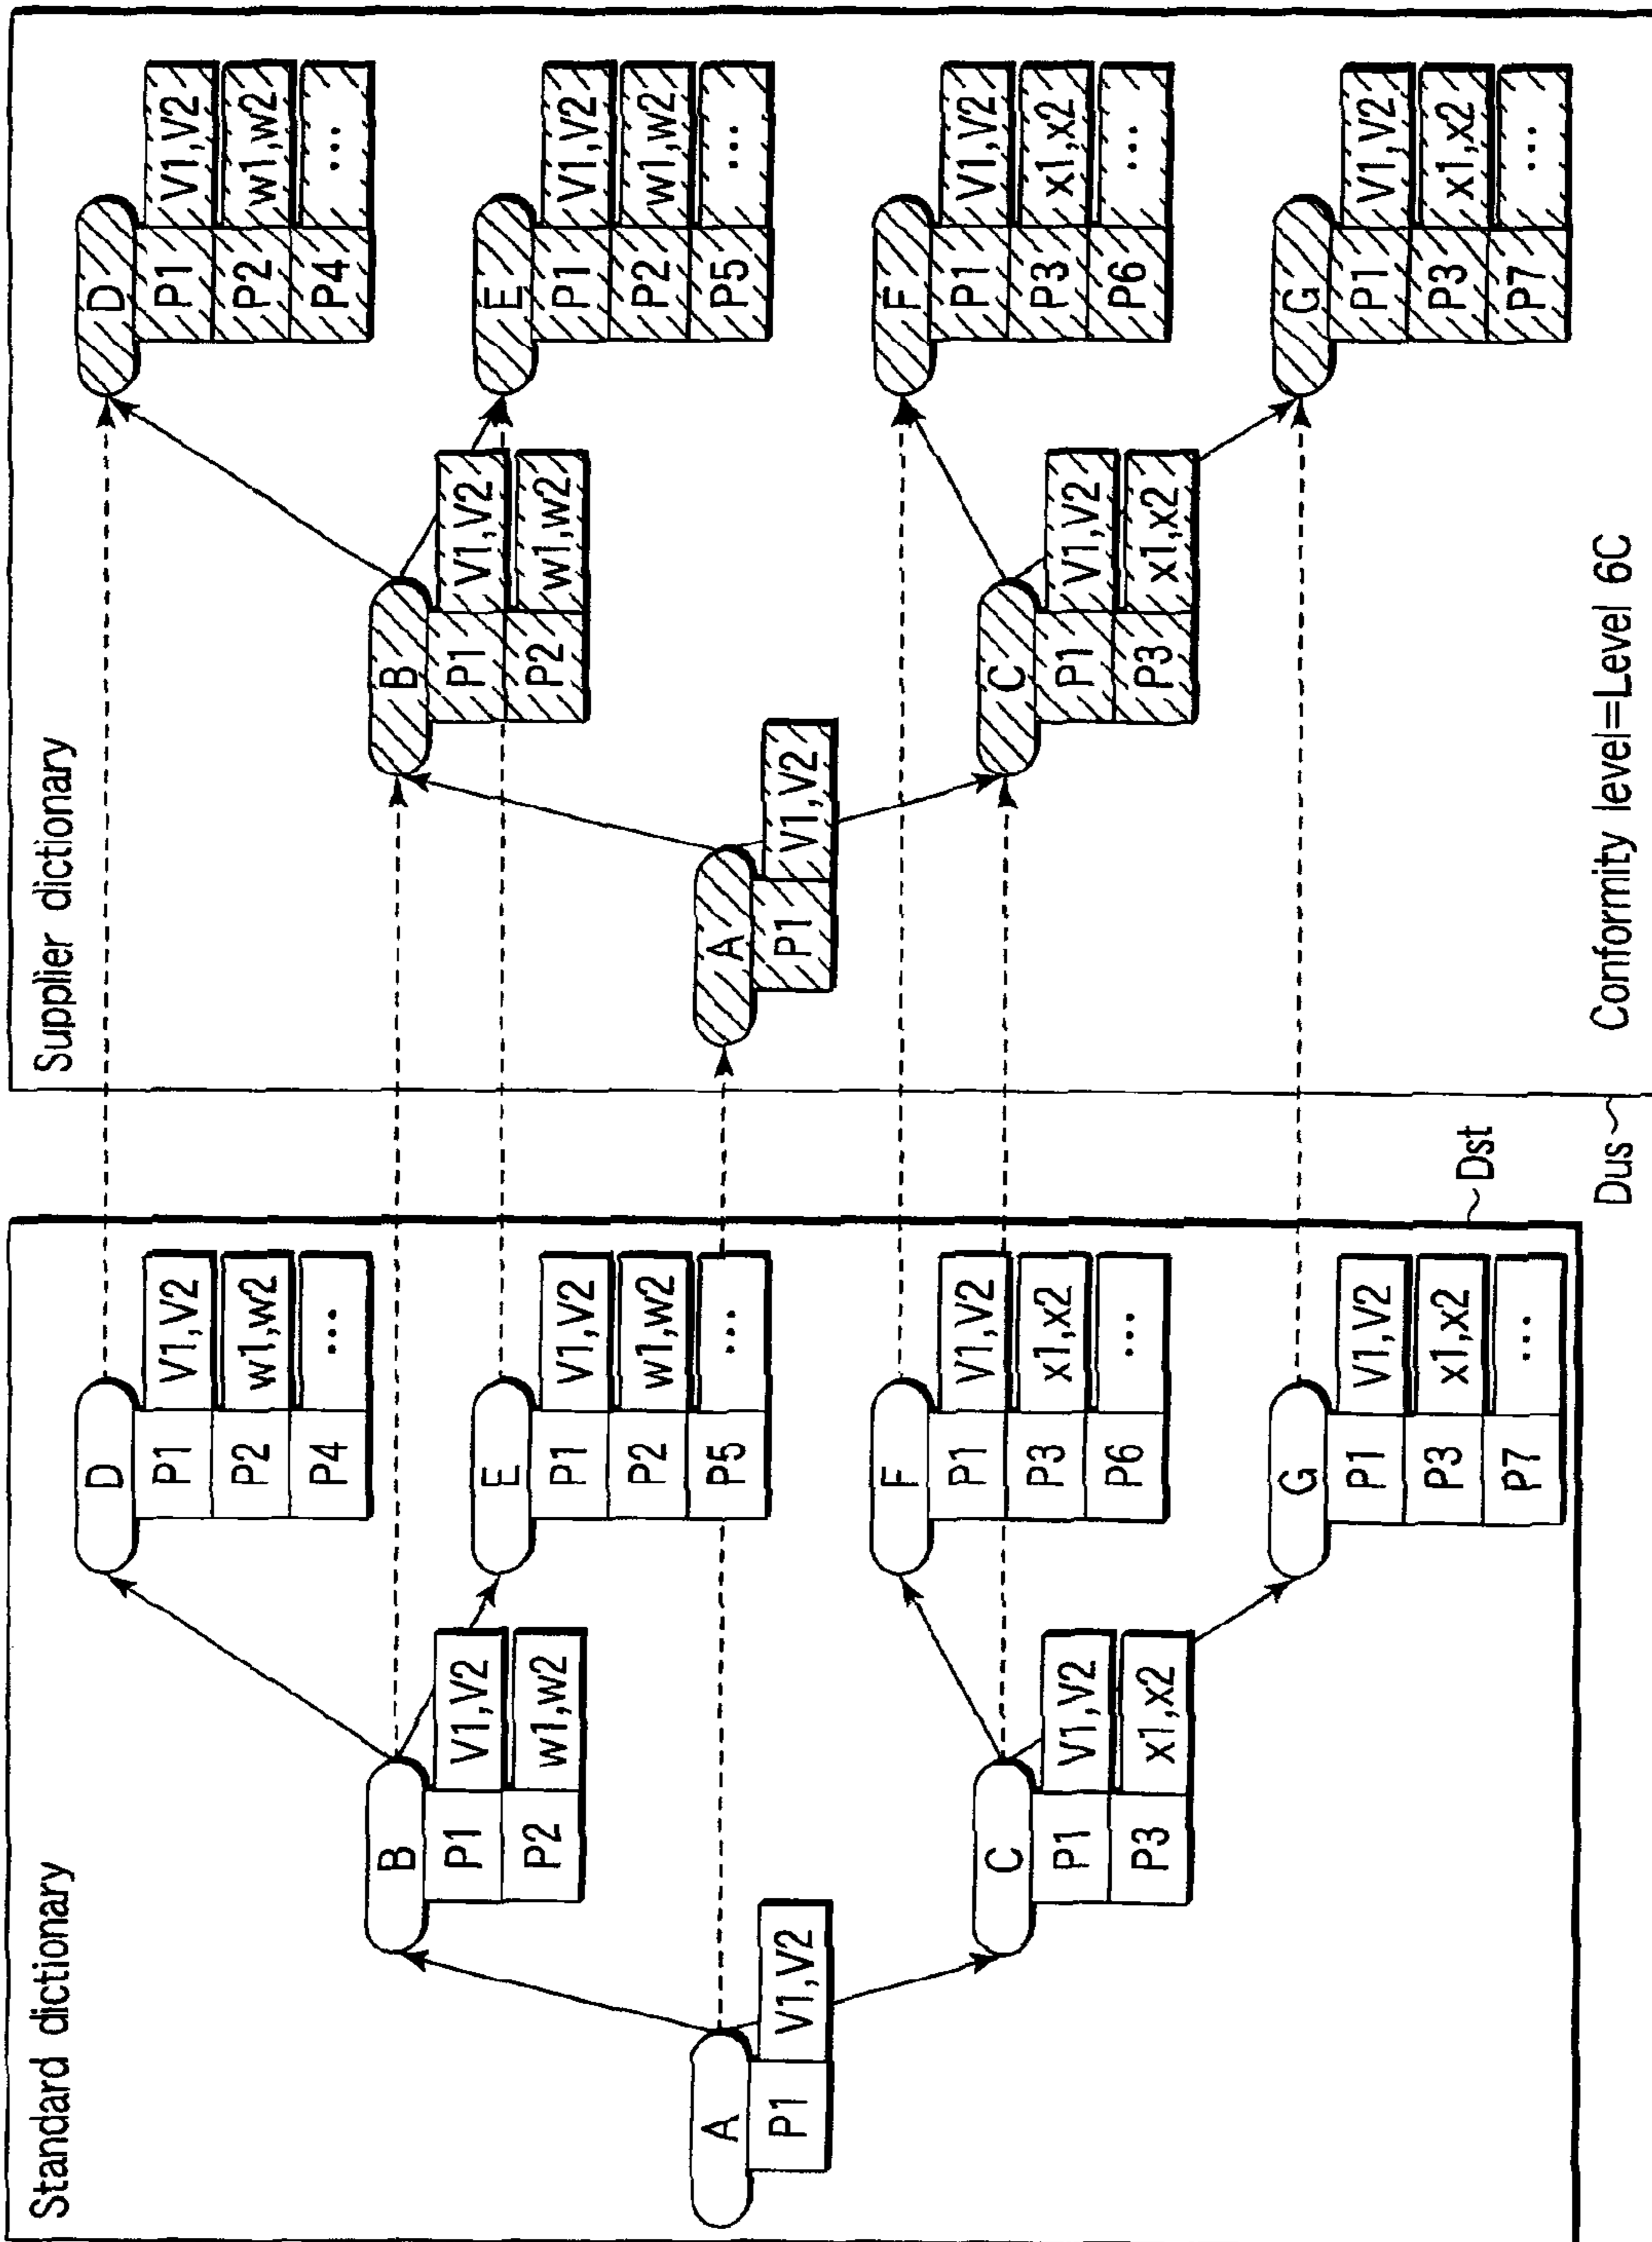 Standard dictionary
D
P1 V1,V2
P2 w1,w2
P4 ...
B
P1 V1,V2
P2 w1,w2
E
P1 V1,V2
P2 w1,w2
P5 ...
A
P1 V1,V2
F
P1 V1,V2
P3 x1,x2
P6 ...
C
P1 V1,V2
P3 x1,x2
G
P1 V1,V2
P3 x1,x2
P7 ...
Dst
Supplier dictionary
D
P1 V1,V2
P2 w1,w2
P4 ...
B
P1 V1,V2
P2 w1,w2
E
P1 V1,V2
P2 w1,w2
P5 ...
A
P1 V1,V2
F
P1 V1,V2
P3 x1,x2
P6 ...
C
P1 V1,V2
P3 x1,x2
G
P1 V1,V2
P3 x1,x2
P7 ...
Dus
Conformity level=Level 6C